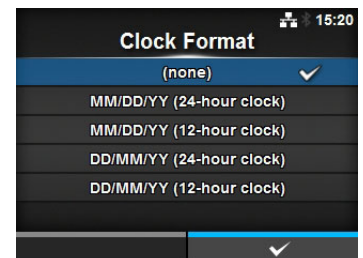 15:20
Clock Format
(none)
MM/DD/YY (24-hour clock)
MM/DD/YY (12-hour clock)
DD/MM/YY (24-hour clock)
DD/MM/YY (12-hour clock)